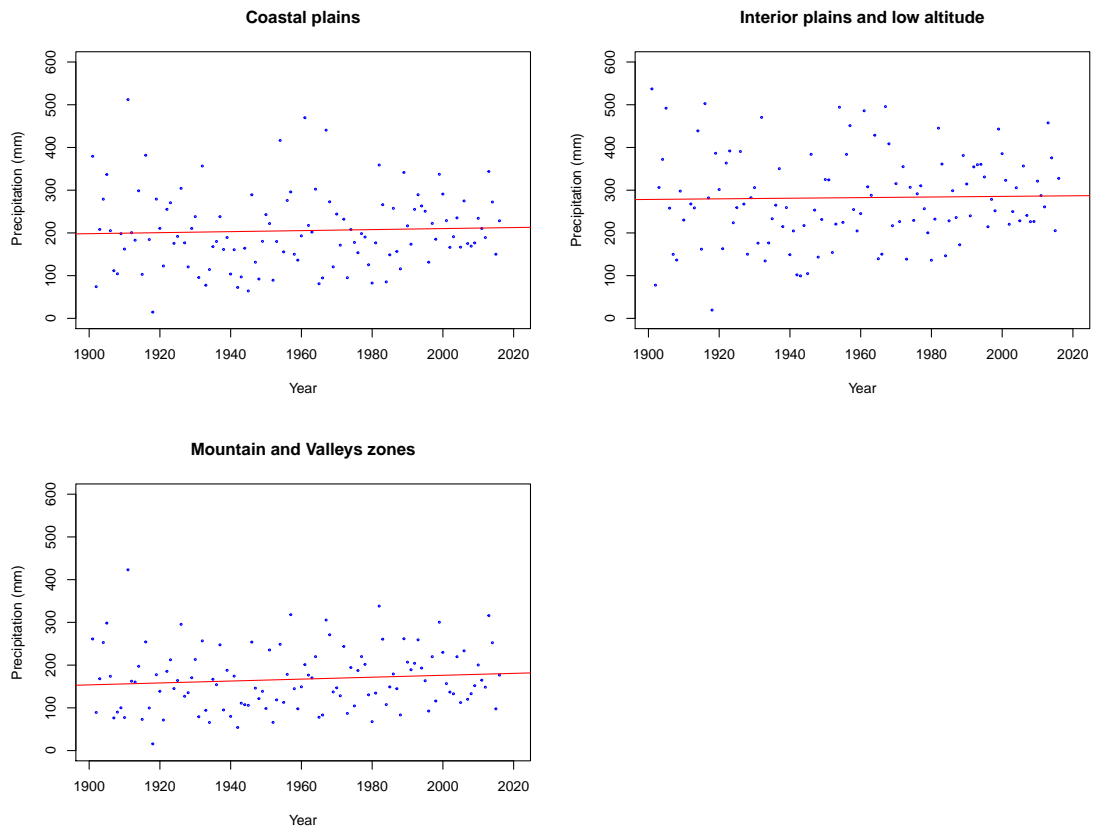 Coastal plains
Precipitation (mm)
600
500
400
300
200
100
0
1900 1920 1940 1960 1980 2000 2020
Year
Interior plains and low altitude
Precipitation (mm)
600
500
400
300
200
100
0
1900 1920 1940 1960 1980 2000 2020
Year
Mountain and Valleys zones
Precipitation (mm)
600
500
400
300
200
100
0
1900 1920 1940 1960 1980 2000 2020
Year